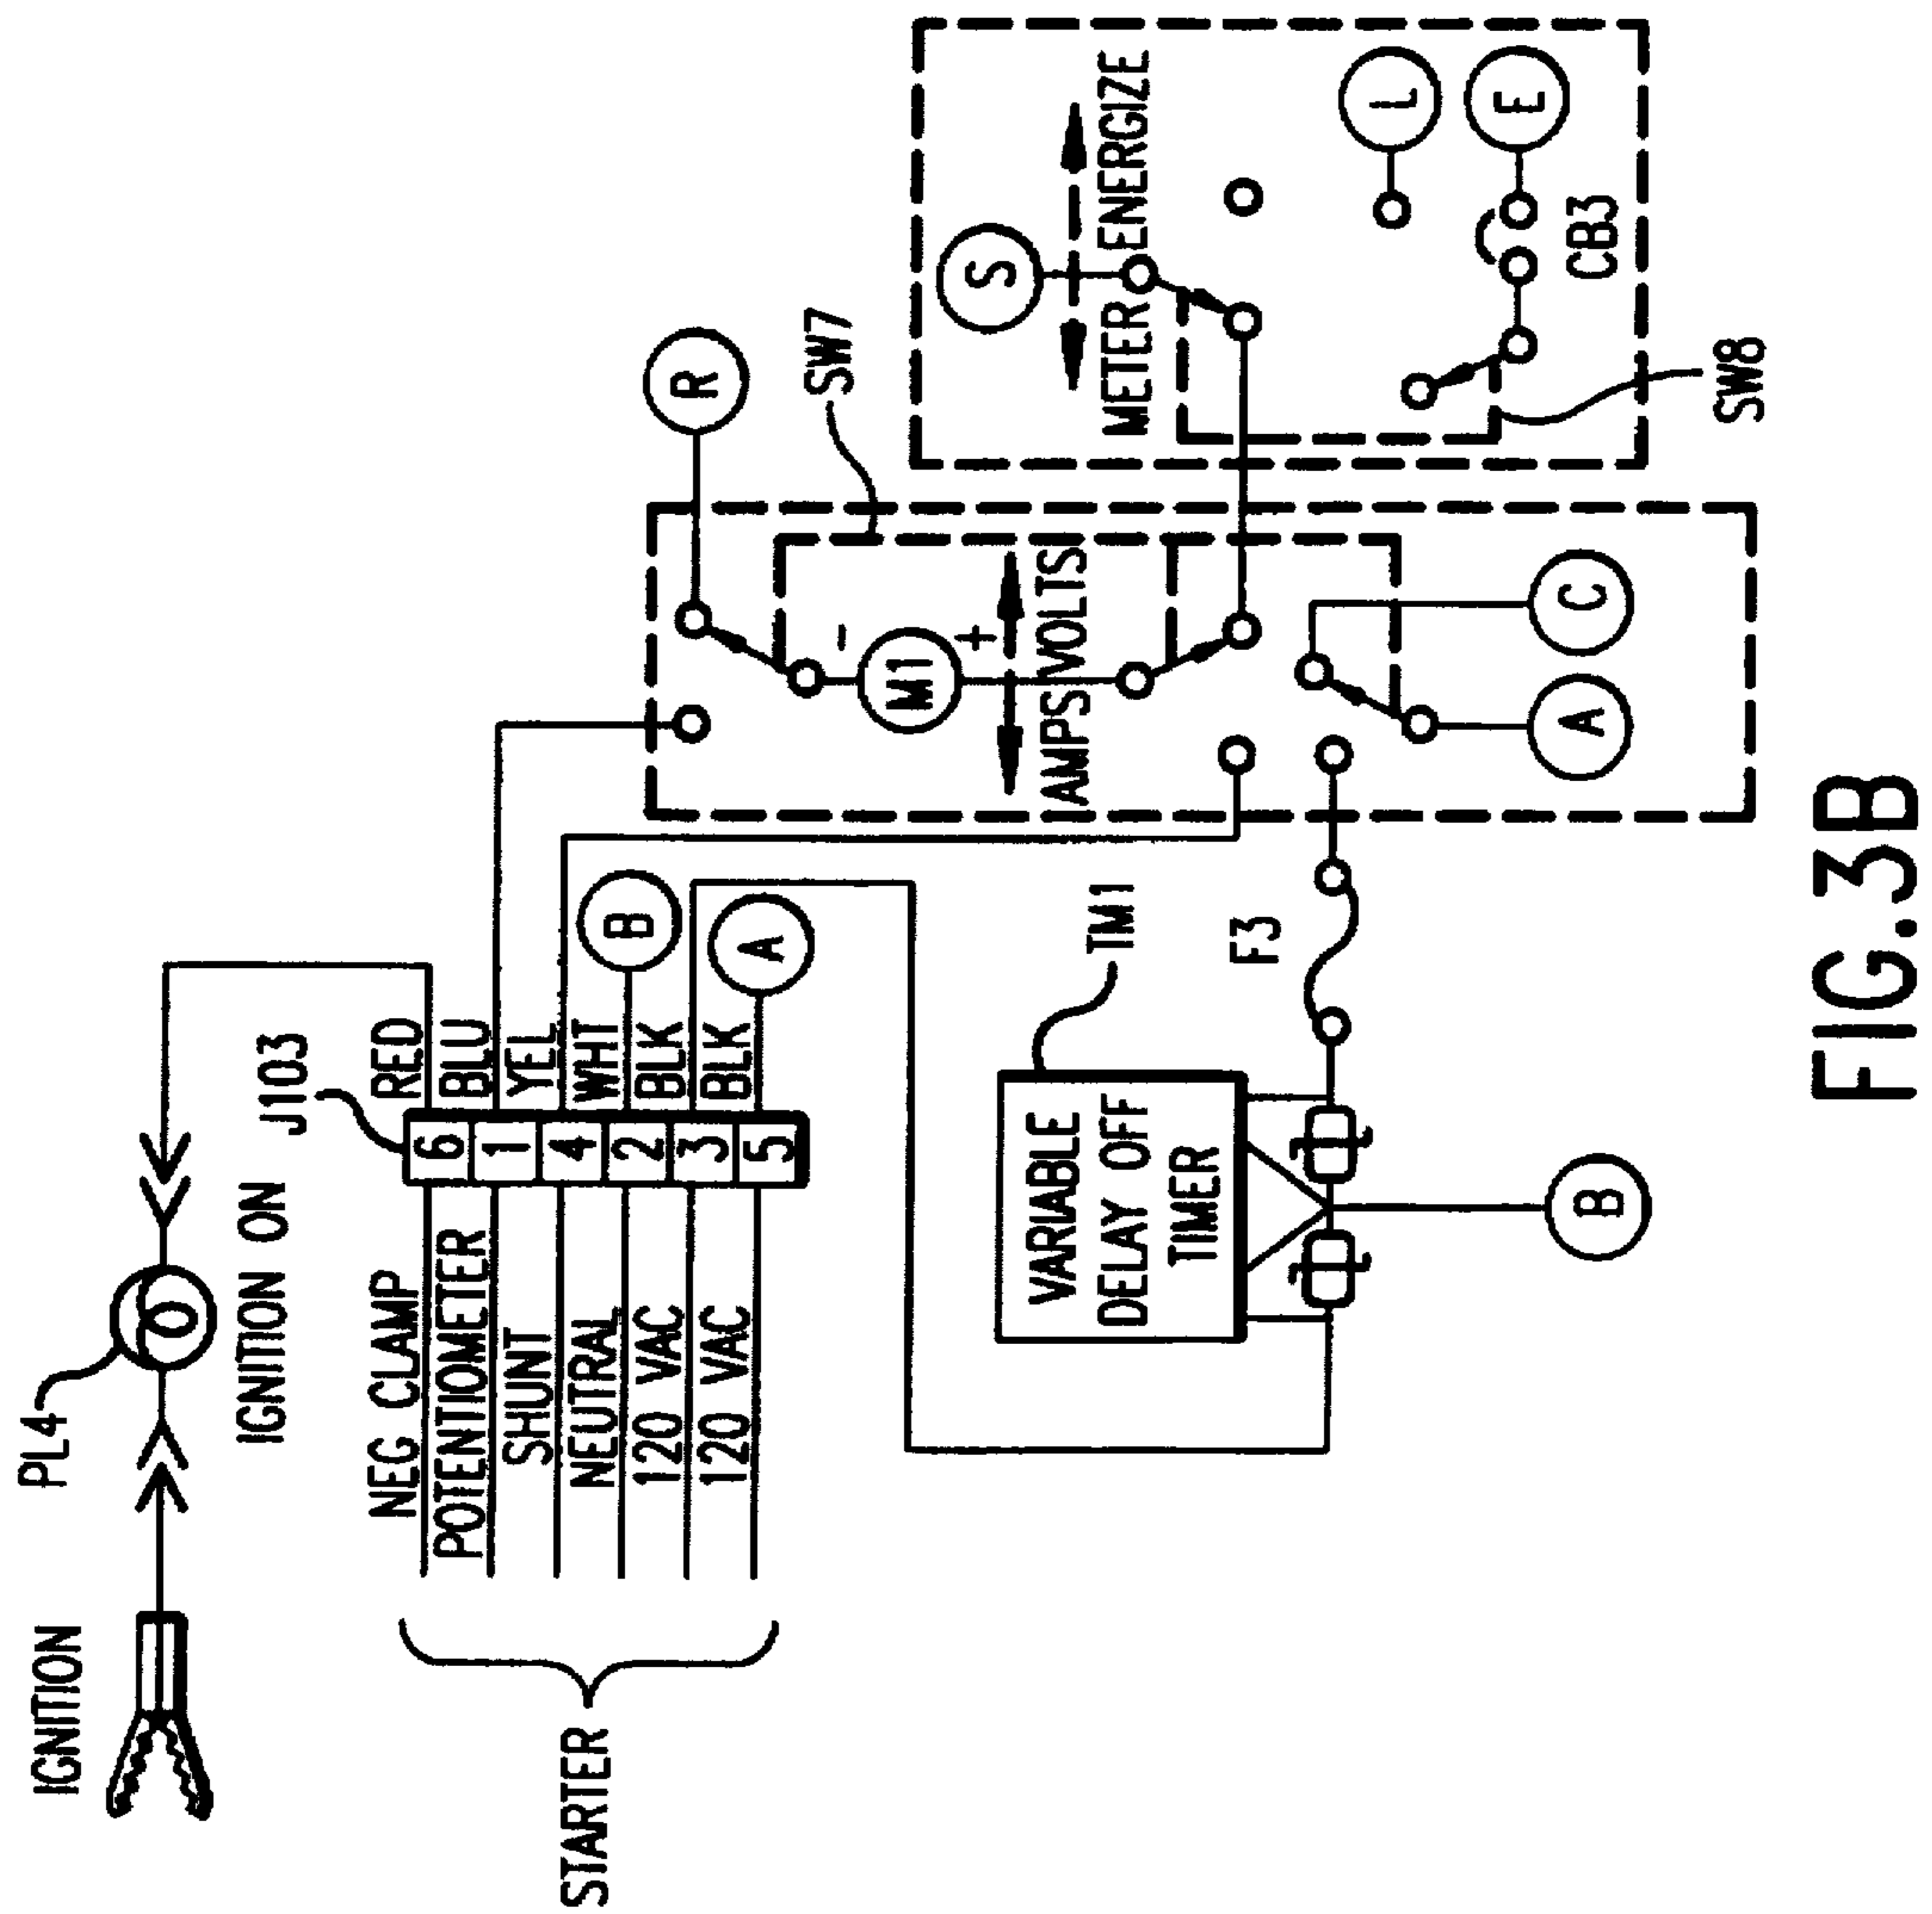 IGNITION
PL4
IGNITION ON
STARTER
NEG CLAMP
POTENTIOMETER
SHUNT
NEUTRAL
120 VAC
120 VAC
J103
6
1
4
2
3
5
RED
BLU
YEL
WHT
BLK
BLK
B
A
R
SW7
-
M1
+
AMPS
VOLTS
S
METER
ENERGIZE
L
E
CB3
SW8
C
A
TM1
VARIABLE
DELAY OFF
TIMER
F3
B
FIG.3B